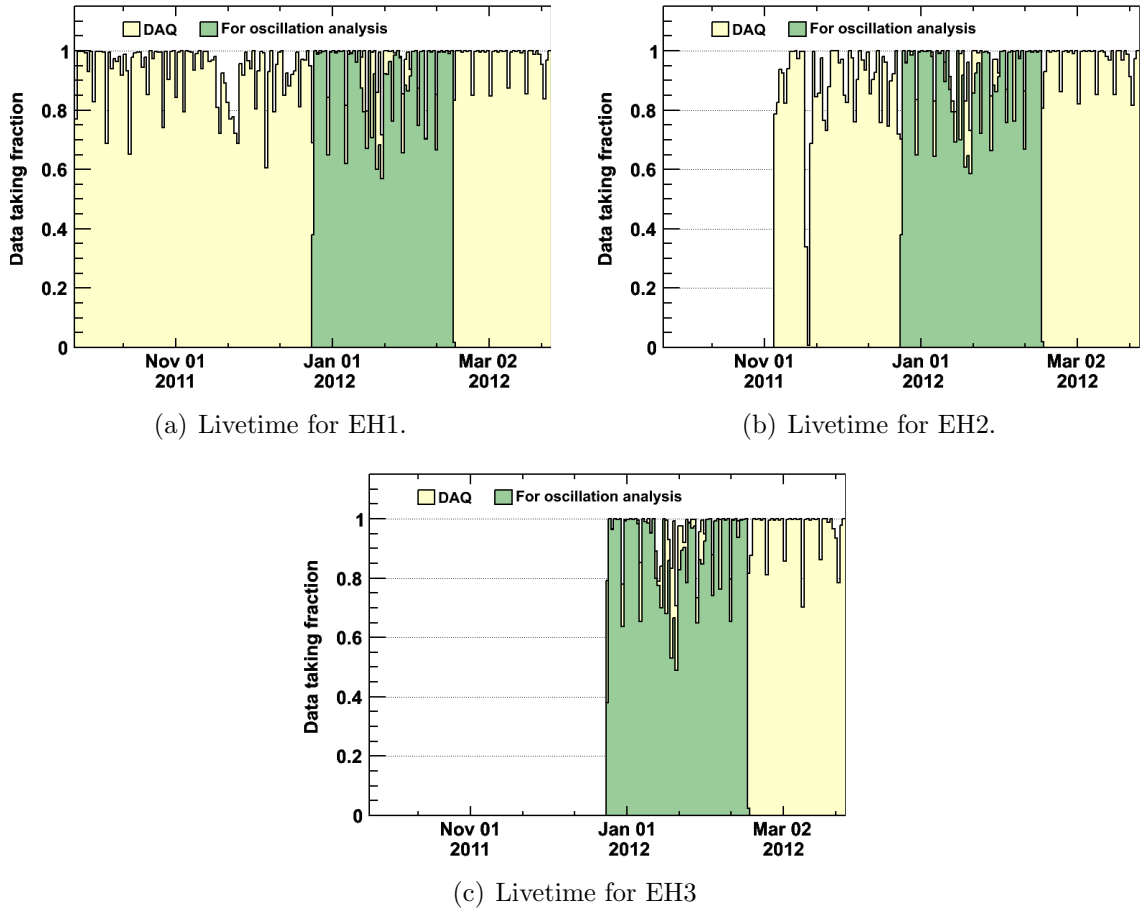 DAQ For oscillation analysis
Data taking fraction
1
0.8
0.6
0.4
0.2
0
Nov 01 Jan 01 Mar 02
2011 2012 2012
(a) Livetime for EH1.
DAQ For oscillation analysis
Data taking fraction
1
0.8
0.6
0.4
0.2
0
Nov 01 Jan 01 Mar 02
2011 2012 2012
(b) Livetime for EH2.
DAQ For oscillation analysis
Data taking fraction
1
0.8
0.6
0.4
0.2
0
Nov 01 Jan 01 Mar 02
2011 2012 2012
(c) Livetime for EH3